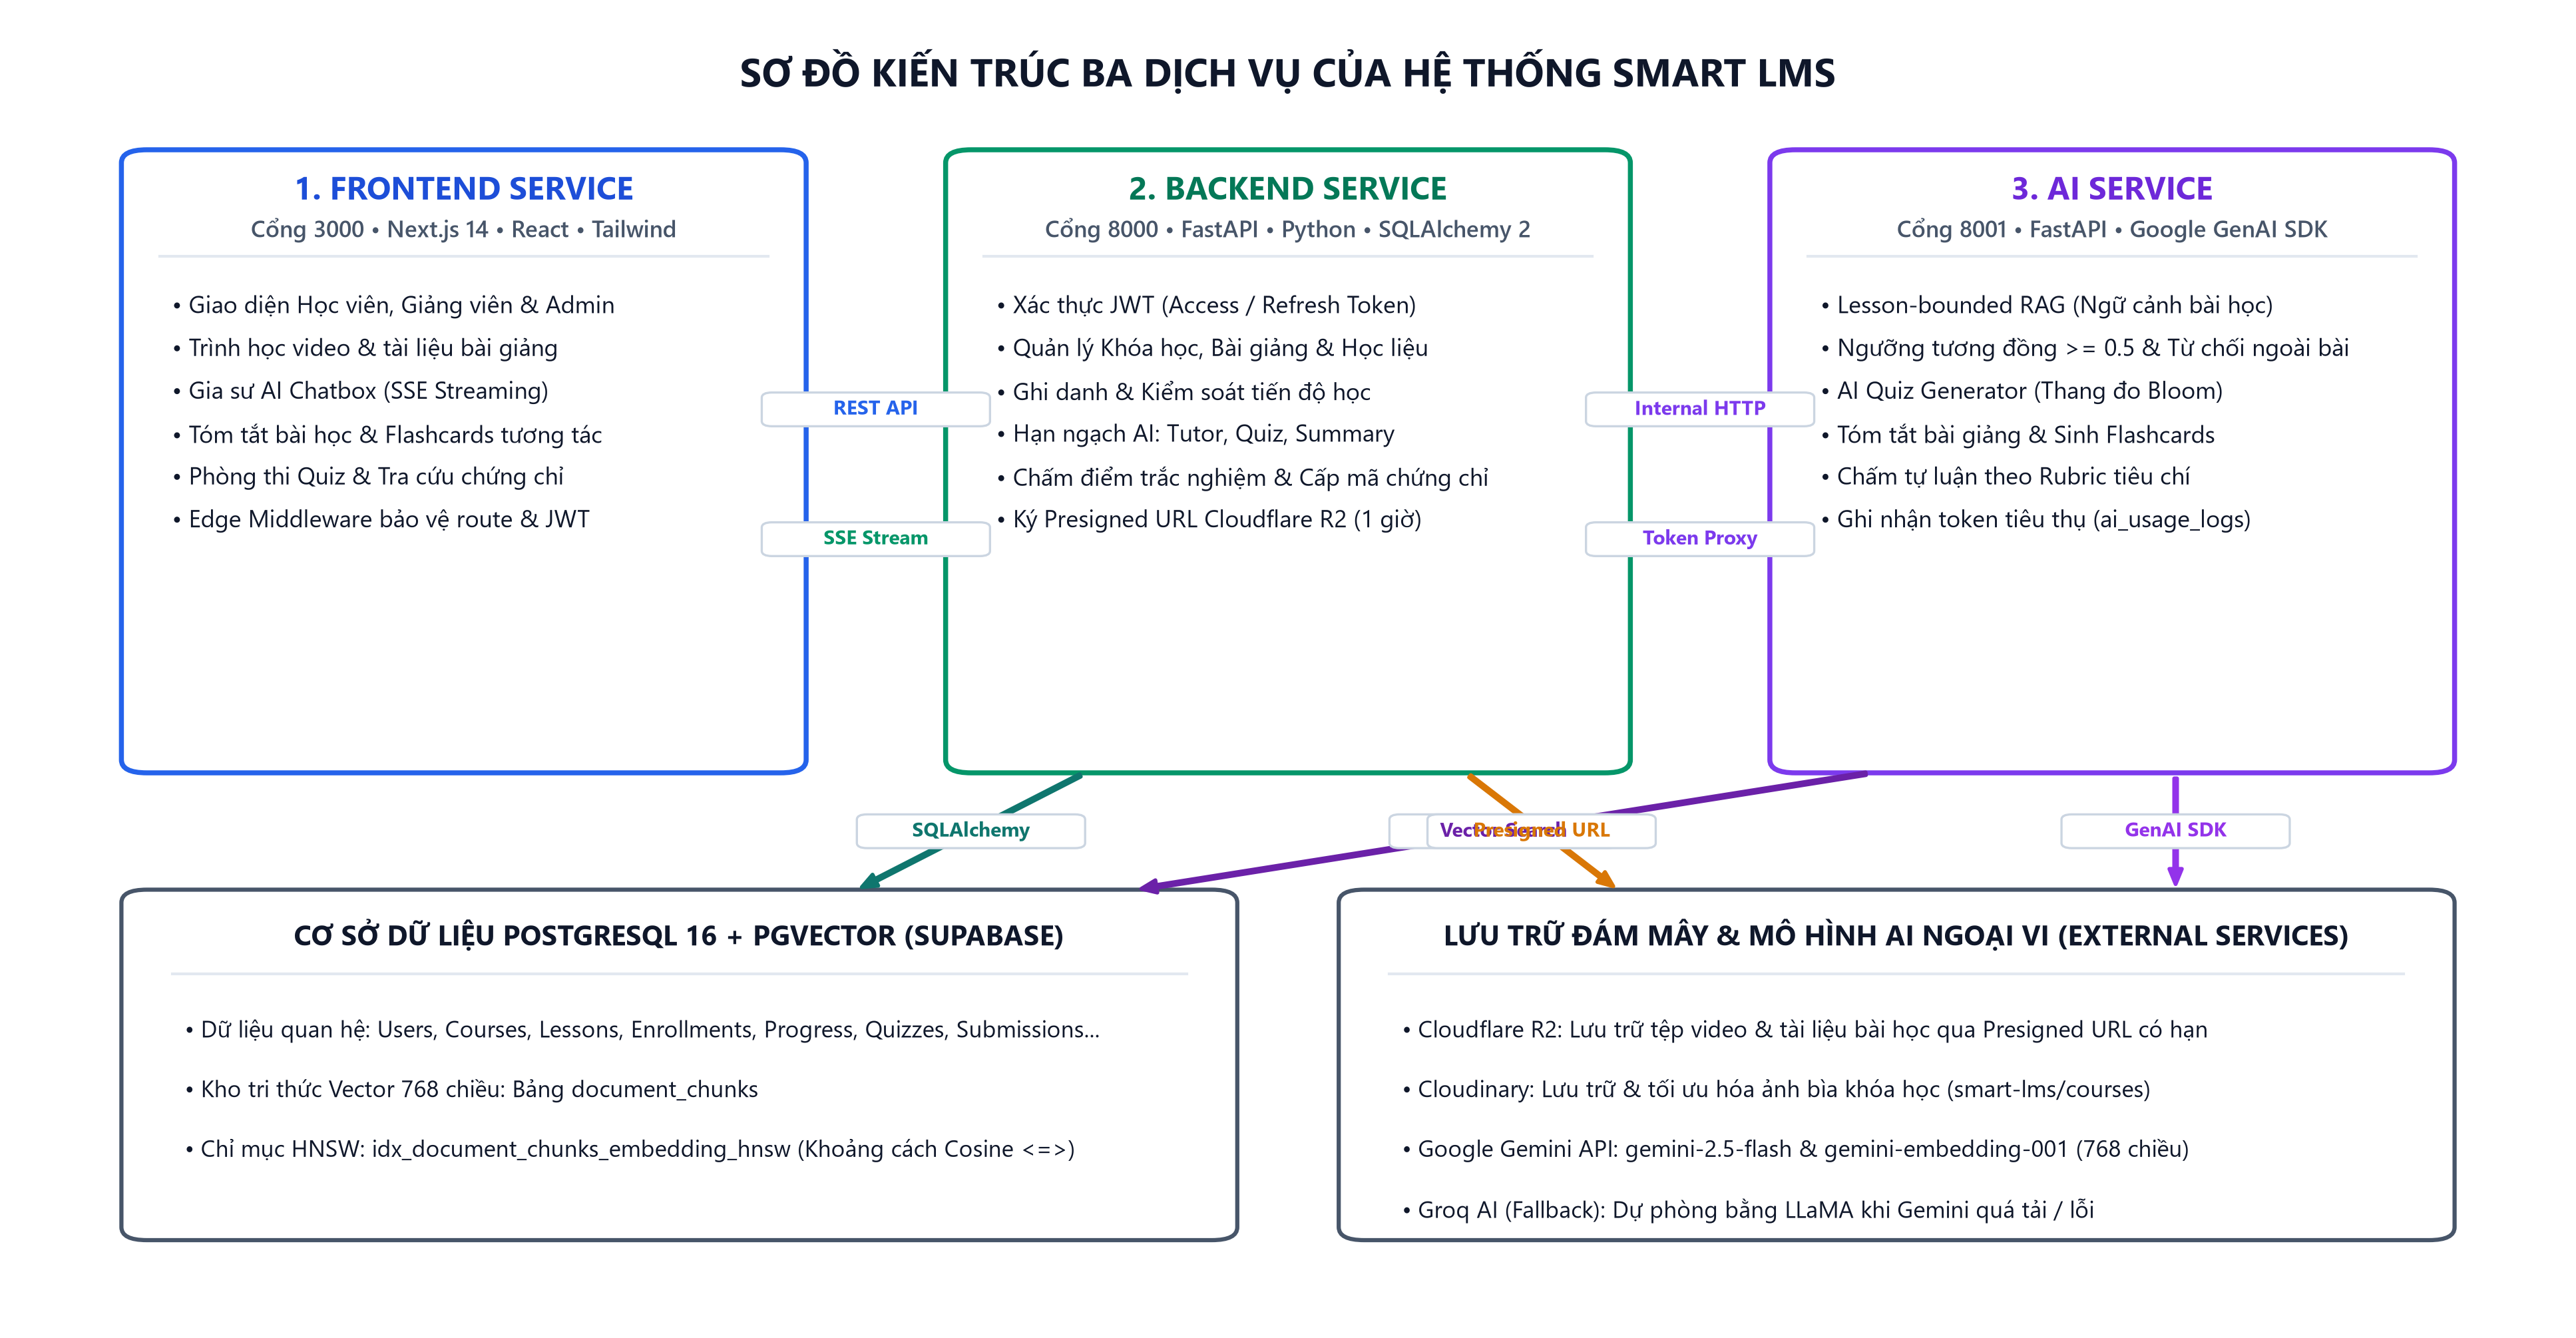 SƠ ĐỒ KIẾN TRÚC BA DỊCH VỤ CỦA HỆ THỐNG SMART LMS
1. FRONTEND SERVICE
Cổng 3000 • Next.js 14 • React • Tailwind
• Giao diện Học viên, Giảng viên & Admin
• Trình học video & tài liệu bài giảng
• Gia sư AI Chatbox (SSE Streaming)
• Tóm tắt bài học & Flashcards tương tác
• Phòng thi Quiz & Tra cứu chứng chỉ
• Edge Middleware bảo vệ route & JWT
REST API
SSE Stream
2. BACKEND SERVICE
Cổng 8000 • FastAPI • Python • SQLAlchemy 2
• Xác thực JWT (Access / Refresh Token)
• Quản lý Khóa học, Bài giảng & Học liệu
• Ghi danh & Kiểm soát tiến độ học
• Hạn ngạch AI: Tutor, Quiz, Summary
• Chấm điểm trắc nghiệm & Cấp mã chứng chỉ
• Ký Presigned URL Cloudflare R2 (1 giờ)
Internal HTTP
Token Proxy
3. AI SERVICE
Cổng 8001 • FastAPI • Google GenAI SDK
• Lesson-bounded RAG (Ngữ cảnh bài học)
• Ngưỡng tương đồng >= 0.5 & Từ chối ngoài bài
• AI Quiz Generator (Thang đo Bloom)
• Tóm tắt bài giảng & Sinh Flashcards
• Chấm tự luận theo Rubric tiêu chí
• Ghi nhận token tiêu thụ (ai_usage_logs)
SQLAlchemy
Vector Search
Presigned URL
GenAI SDK
CƠ SỞ DỮ LIỆU POSTGRESQL 16 + PGVECTOR (SUPABASE)
• Dữ liệu quan hệ: Users, Courses, Lessons, Enrollments, Progress, Quizzes, Submissions...
• Kho tri thức Vector 768 chiều: Bảng document_chunks
• Chỉ mục HNSW: idx_document_chunks_embedding_hnsw (Khoảng cách Cosine <=>)
LƯU TRỮ ĐÁM MÂY & MÔ HÌNH AI NGOẠI VI (EXTERNAL SERVICES)
• Cloudflare R2: Lưu trữ tệp video & tài liệu bài học qua Presigned URL có hạn
• Cloudinary: Lưu trữ & tối ưu hóa ảnh bìa khóa học (smart-lms/courses)
• Google Gemini API: gemini-2.5-flash & gemini-embedding-001 (768 chiều)
• Groq AI (Fallback): Dự phòng bằng LLaMA khi Gemini quá tải / lỗi